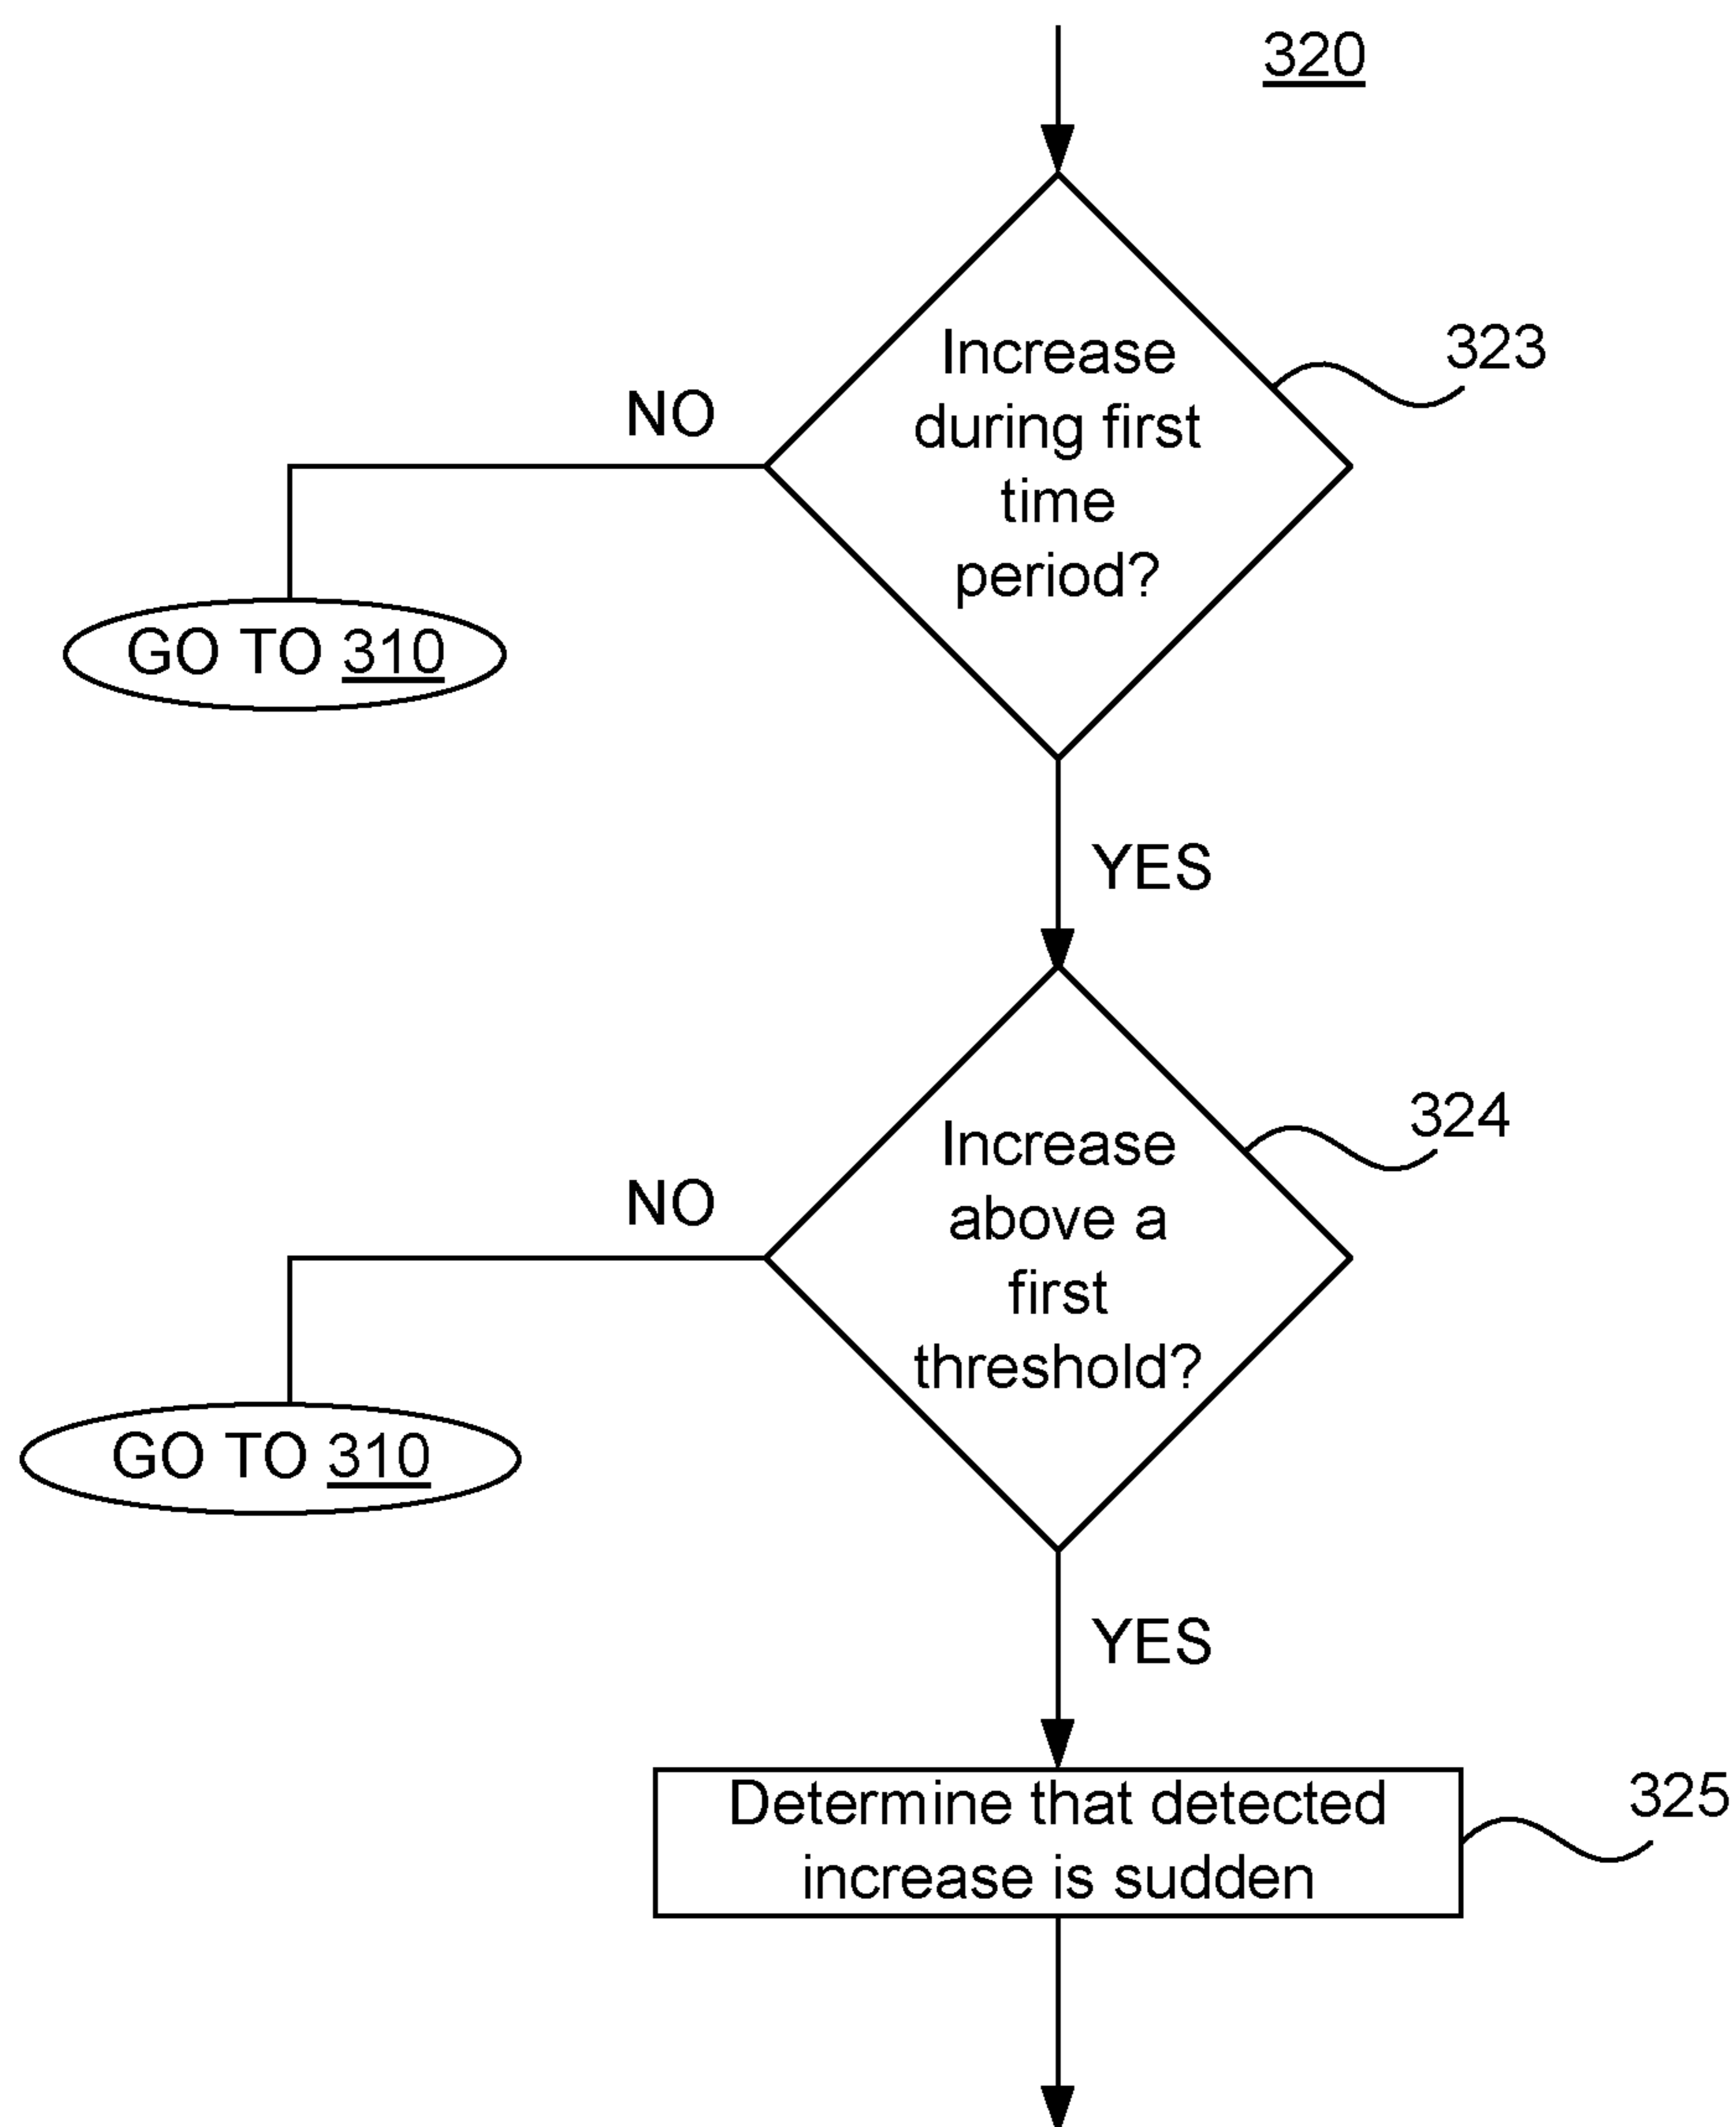 320
Increase
during first
time
period?
323
NO
GO TO 310
YES
Increase
above a
first
threshold?
324
NO
GO TO 310
YES
Determine that detected
increase is sudden
325